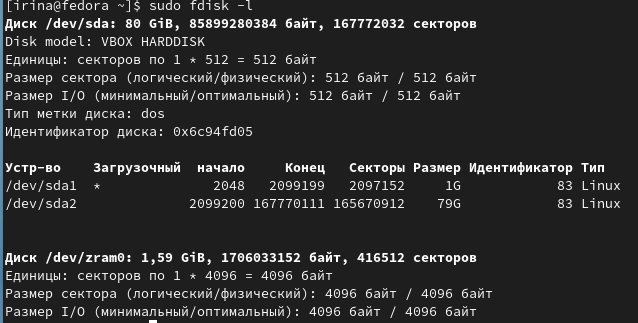 [irina@fedora ~]$ sudo fdisk -l
Диск /dev/sda: 80 GiB, 85899280384 байт, 167772032 секторов
Disk model: VBOX HARDDISK
Единицы: секторов по 1 * 512 = 512 байт
Размер сектора (логический/физический): 512 байт / 512 байт
Размер I/O (минимальный/оптимальный): 512 байт / 512 байт
Тип метки диска: dos
Идентификатор диска: 0x6c94fd05
Устр-во Загрузочный начало Конец Секторы Размер Идентификатор Тип
/dev/sda1 * 2048 2099199 2097152 1G 83 Linux
/dev/sda2 2099200 167770111 165670912 79G 83 Linux
Диск /dev/zram0: 1,59 GiB, 1706033152 байт, 416512 секторов
Единицы: секторов по 1 * 4096 = 4096 байт
Размер сектора (логический/физический): 4096 байт / 4096 байт
Размер I/O (минимальный/оптимальный): 4096 байт / 4096 байт